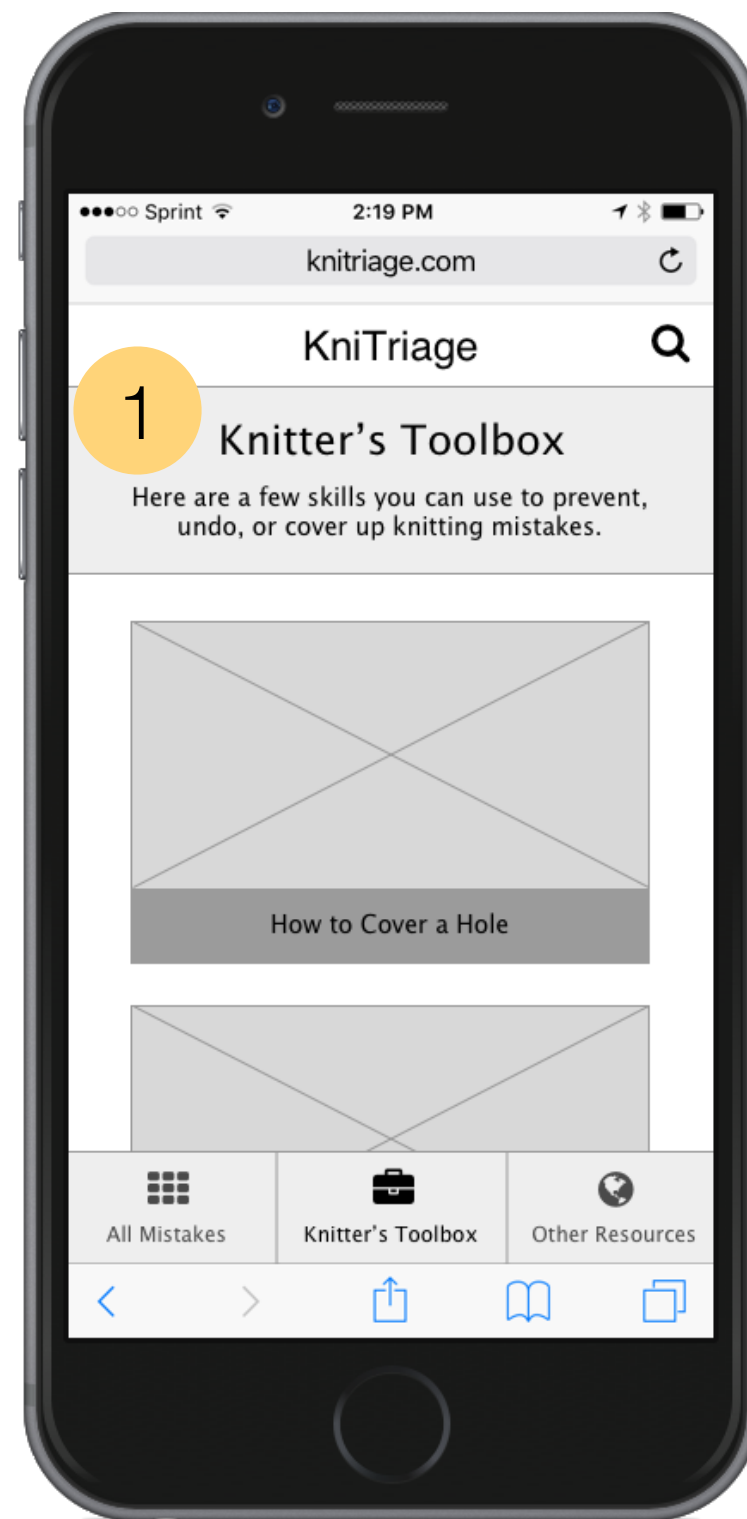 ●●●○○ Sprint 2:19 PM
knitriage.com
KniTriage
1
Knitter’s Toolbox
Here are a few skills you can use to prevent,
undo, or cover up knitting mistakes.
How to Cover a Hole
All Mistakes Knitter’s Toolbox Other Resources